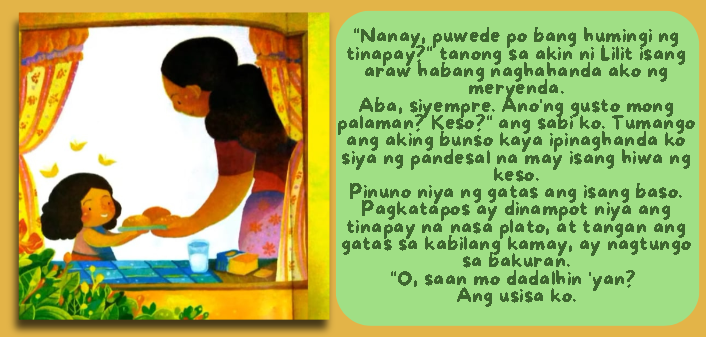 "Nanay, puwede po bang humingi ng
tinapay?" tanong sa akin ni Lilit isang
araw habang naghahanda ako ng
meryenda.
Aba, siyempre. Ano'ng gusto mong
palaman? Keso?" ang sabi ko. Tumango
ang aking bunso kaya ipinaghanda ko
siya ng pandesal na may isang hiwa ng
keso.
Pinuno niya ng gatas ang isang baso.
Pagkatapos ay dinampot niya ang
tinapay na nasa plato, at tangan ang
gatas sa kabilang kamay, ay nagtungo
sa bakuran.
"O, saan mo dadalhin 'yan?
Ang usisa ko.